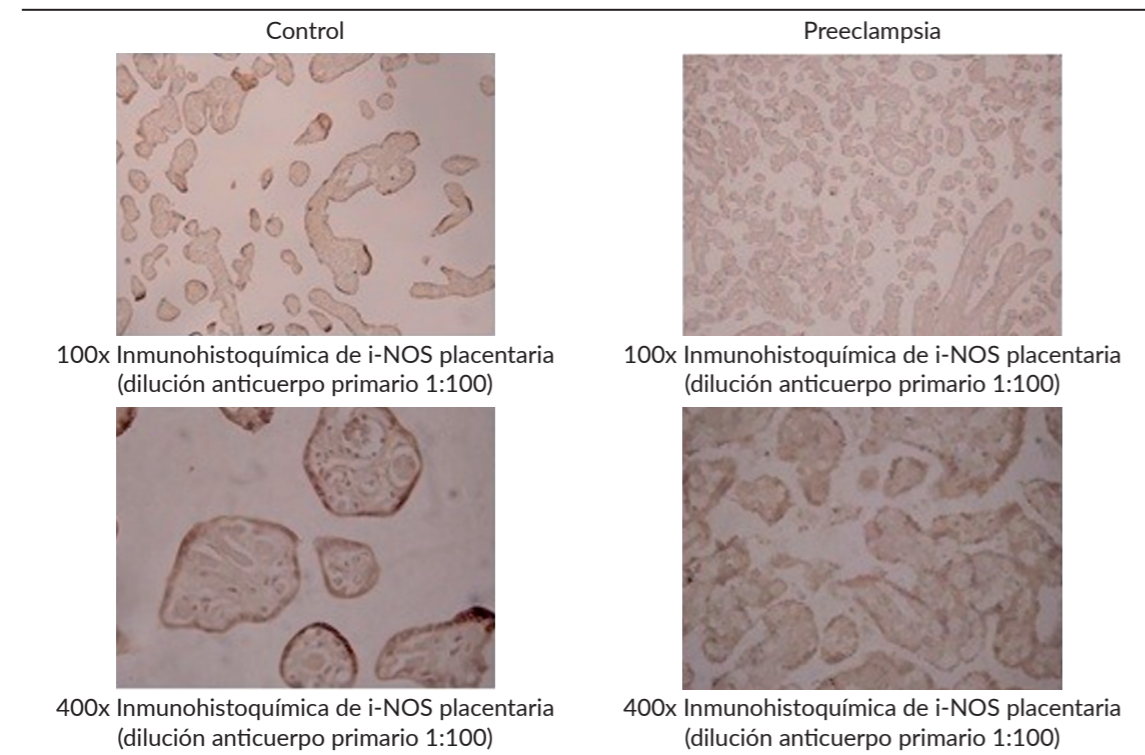 Control
Preeclampsia
100x Inmunohistoquímica de i-NOS placentaria
(dilución anticuerpo primario 1:100)
100x Inmunohistoquímica de i-NOS placentaria
(dilución anticuerpo primario 1:100)
400x Inmunohistoquímica de i-NOS placentaria
(dilución anticuerpo primario 1:100)
400x Inmunohistoquímica de i-NOS placentaria
(dilución anticuerpo primario 1:100)